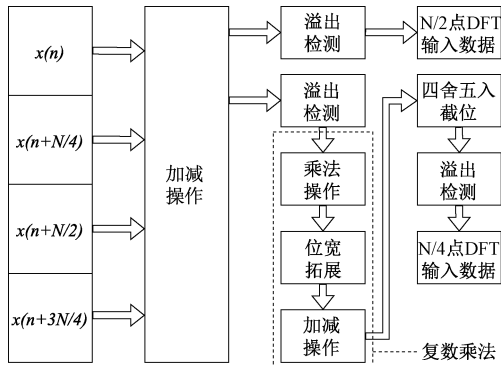 x(n)
x(n+N/4)
x(n+N/2)
x(n+3N/4)
加减
操作
溢出
检测
N/2点DFT
输入数据
溢出
检测
乘法
操作
位宽
拓展
加减
操作
四舍五入
截位
溢出
检测
N/4点DFT
输入数据
复数乘法